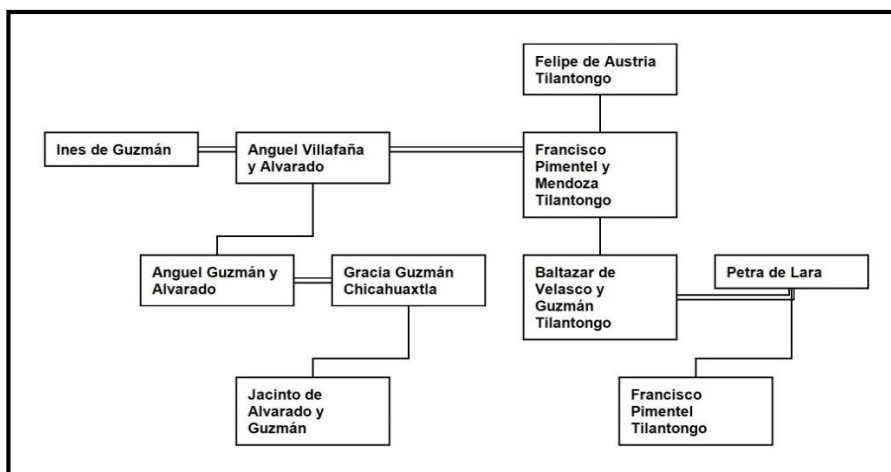 Felipe de Austria
Tilantongo
Ines de Guzmán
Anguel Villafaña
y Alvarado
Francisco
Pimentel y
Mendoza
Tilantongo
Anguel Guzmán y
Alvarado
Gracia Guzmán
Chicahuaxtla
Baltazar de
Velasco y
Guzmán
Tilantongo
Petra de Lara
Jacinto de
Alvarado y
Guzmán
Francisco
Pimentel
Tilantongo